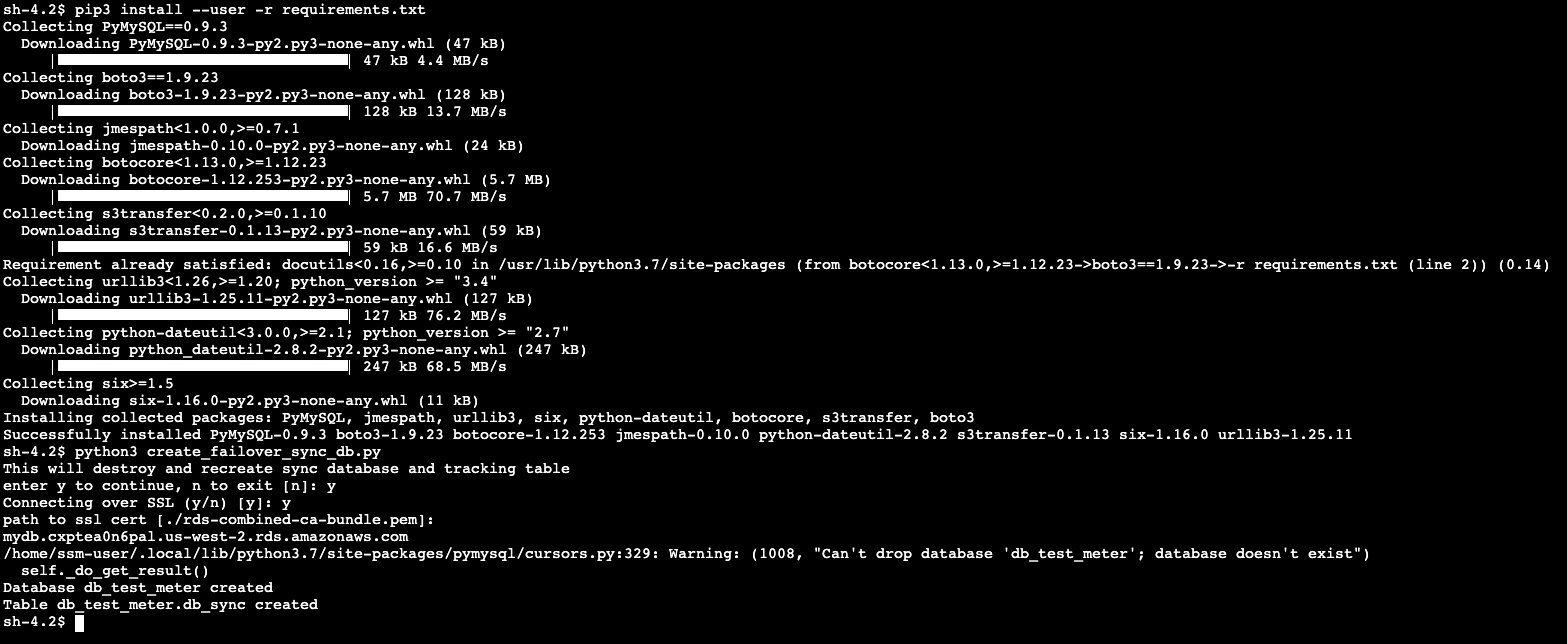 sh-4.2$ pip3 install --user -r requirements.txt
Collecting PyMySQL==0.9.3
  Downloading PyMySQL-0.9.3-py2.py3-none-any.whl (47 kB)
     |████████████████████████████████| 47 kB 4.4 MB/s
Collecting boto3==1.9.23
  Downloading boto3-1.9.23-py2.py3-none-any.whl (128 kB)
     |████████████████████████████████| 128 kB 13.7 MB/s
Collecting jmespath<1.0.0,>=0.7.1
  Downloading jmespath-0.10.0-py2.py3-none-any.whl (24 kB)
Collecting botocore<1.13.0,>=1.12.23
  Downloading botocore-1.12.253-py2.py3-none-any.whl (5.7 MB)
     |████████████████████████████████| 5.7 MB 70.7 MB/s
Collecting s3transfer<0.2.0,>=0.1.10
  Downloading s3transfer-0.1.13-py2.py3-none-any.whl (59 kB)
     |████████████████████████████████| 59 kB 16.6 MB/s
Requirement already satisfied: docutils<0.16,>=0.10 in /usr/lib/python3.7/site-packages (from botocore<1.13.0,>=1.12.23->boto3==1.9.23->-r requirements.txt (line 2)) (0.14)
Collecting urllib3<1.26,>=1.20; python_version >= "3.4"
  Downloading urllib3-1.25.11-py2.py3-none-any.whl (127 kB)
     |████████████████████████████████| 127 kB 76.2 MB/s
Collecting python-dateutil<3.0.0,>=2.1; python_version >= "2.7"
  Downloading python_dateutil-2.8.2-py2.py3-none-any.whl (247 kB)
     |████████████████████████████████| 247 kB 68.5 MB/s
Collecting six>=1.5
  Downloading six-1.16.0-py2.py3-none-any.whl (11 kB)
Installing collected packages: PyMySQL, jmespath, urllib3, six, python-dateutil, botocore, s3transfer, boto3
Successfully installed PyMySQL-0.9.3 boto3-1.9.23 botocore-1.12.253 jmespath-0.10.0 python-dateutil-2.8.2 s3transfer-0.1.13 six-1.16.0 urllib3-1.25.11
sh-4.2$ python3 create_failover_sync_db.py
This will destroy and recreate sync database and tracking table
enter y to continue, n to exit [n]: y
Connecting over SSL (y/n) [y]: y
path to ssl cert [./rds-combined-ca-bundle.pem]:
mydb.cxptea0n6pal.us-west-2.rds.amazonaws.com
/home/ssm-user/.local/lib/python3.7/site-packages/pymysql/cursors.py:329: Warning: (1008, "Can't drop database 'db_test_meter'; database doesn't exist")
  self._do_get_result()
Database db_test_meter created
Table db_test_meter.db_sync created
sh-4.2$